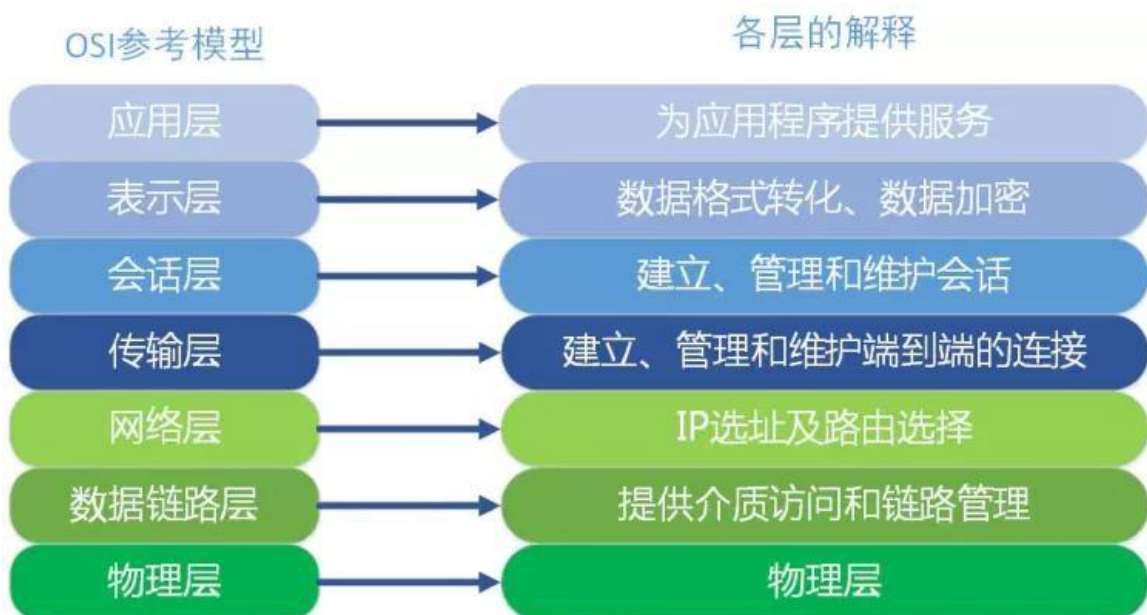 OSI参考模型
各层的解释
应用层
为应用程序提供服务
表示层
数据格式转化、数据加密
会话层
建立、管理和维护会话
传输层
建立、管理和维护端到端的连接
网络层
IP选址及路由选择
数据链路层
提供介质访问和链路管理
物理层
物理层